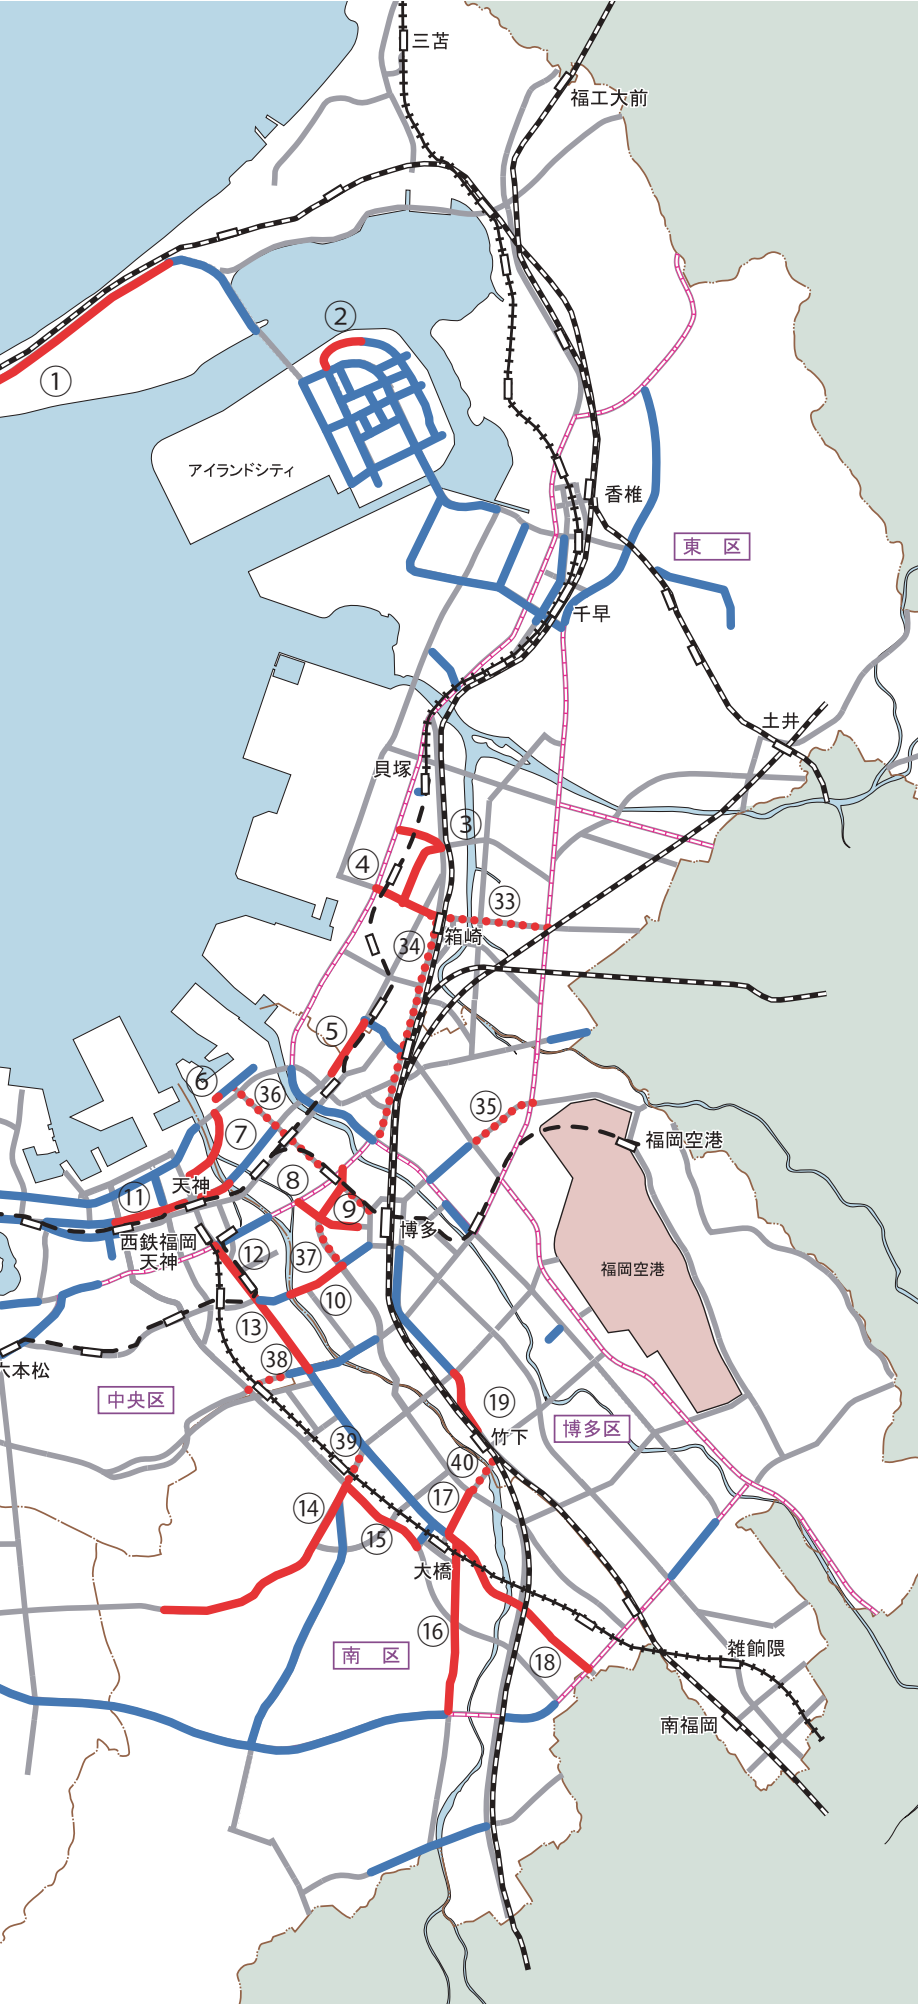 三苫
福工大前
②
①
アイランドシティ
香椎
東 区
千早
土井
貝塚
③
④
㉝
箱崎
㉞
⑤
⑥
㊱
㉟
⑦
福岡空港
⑧
天神
⑪
⑨
博多
西鉄福岡
天神
⑫
㊲
福岡空港
⑩
⑬
㊳
六本松
中央区
⑲
博多区
竹下
㊴
㊵
⑰
⑭
⑮
大橋
⑯
南 区
⑱
雑餉隈
南福岡